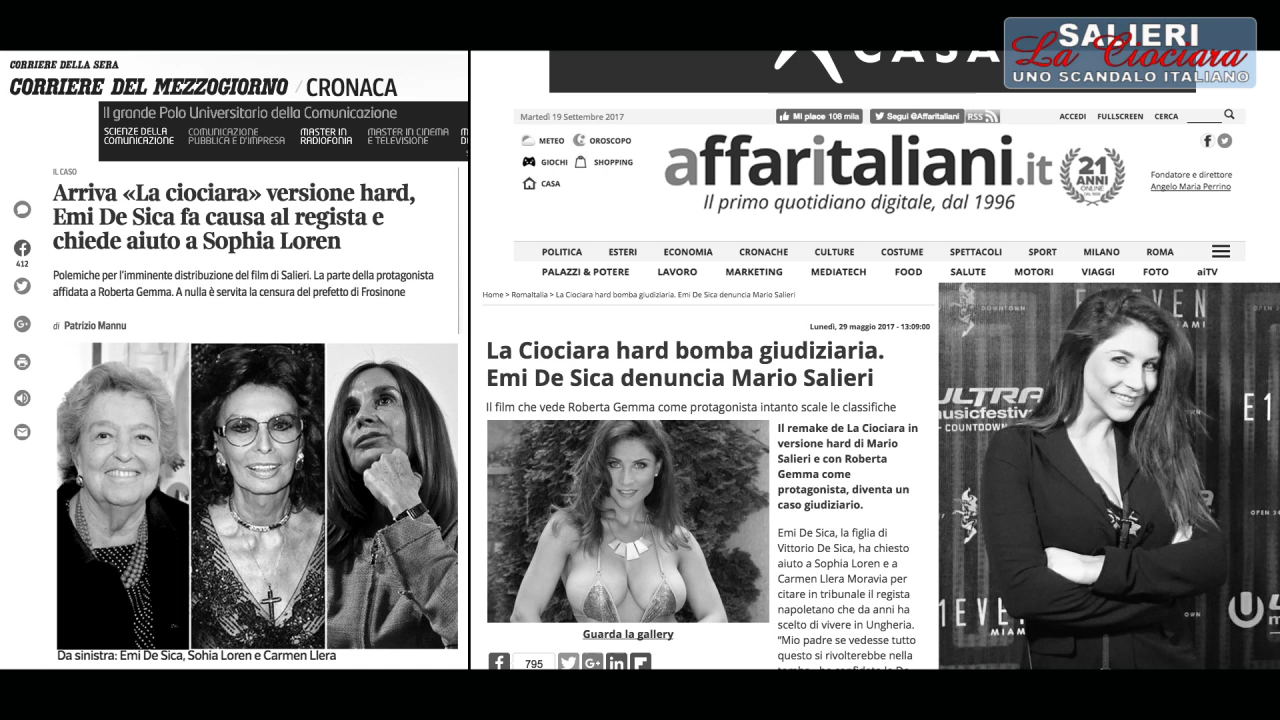 SALIERI
La Ciociara
UNO SCANDALO ITALIANO
CORRIERE DELLA SERA
CORRIERE DEL MEZZOGIORNO / CRONACA
Il grande Polo Universitario della Comunicazione
SCIENZE DELLA COMUNICAZIONE
COMUNICAZIONE PUBBLICA E D'IMPRESA
MASTER IN RADIOFONIA
MASTER IN CINEMA E TELEVISIONE
IL CASO
Arriva «La ciociara» versione hard,
Emi De Sica fa causa al regista e
chiede aiuto a Sophia Loren
412
Polemiche per l'imminente distribuzione del film di Salieri. La parte della protagonista
affidata a Roberta Gemma. A nulla è servita la censura del prefetto di Frosinone
di Patrizio Mannu
Da sinistra: Emi De Sica, Sohia Loren e Carmen Llera
CASA
Martedì 19 Settembre 2017
Mi piace 108 mila
Segui @Affaritaliani
RSS
ACCEDI FULLSCREEN CERCA
METEO OROSCOPO
GIOCHI SHOPPING
CASA
affaritaliani.it
Il primo quotidiano digitale, dal 1996
21
ANNI
ONLINE
Fondatore e direttore
Angelo Maria Perrino
POLITICA ESTERI ECONOMIA CRONACHE CULTURE COSTUME SPETTACOLI SPORT MILANO ROMA
PALAZZI & POTERE LAVORO MARKETING MEDIATECH FOOD SALUTE MOTORI VIAGGI FOTO aiTV
Home > RomaItalia > La Ciociara hard bomba giudiziaria. Emi De Sica denuncia Mario Salieri
Lunedì, 29 maggio 2017 - 13:09:00
La Ciociara hard bomba giudiziaria.
Emi De Sica denuncia Mario Salieri
Il film che vede Roberta Gemma come protagonista intanto scale le classifiche
Guarda la gallery
795
Il remake de La Ciociara in
versione hard di Mario
Salieri e con Roberta
Gemma come
protagonista, diventa un
caso giudiziario.
Emi De Sica, la figlia di
Vittorio De Sica, ha chiesto
aiuto a Sophia Loren e a
Carmen Llera Moravia per
citare in tribunale il regista
napoletano che da anni ha
scelto di vivere in Ungheria.
"Mio padre se vedesse tutto
questo si rivolterebbe nella
DOWNTOWN
E11EVEN
MIAMI
ULTRA
musicfestiva
- COUNTDOWN
E1
OPEN
11EVE
MIAM
DOWN
OPEN